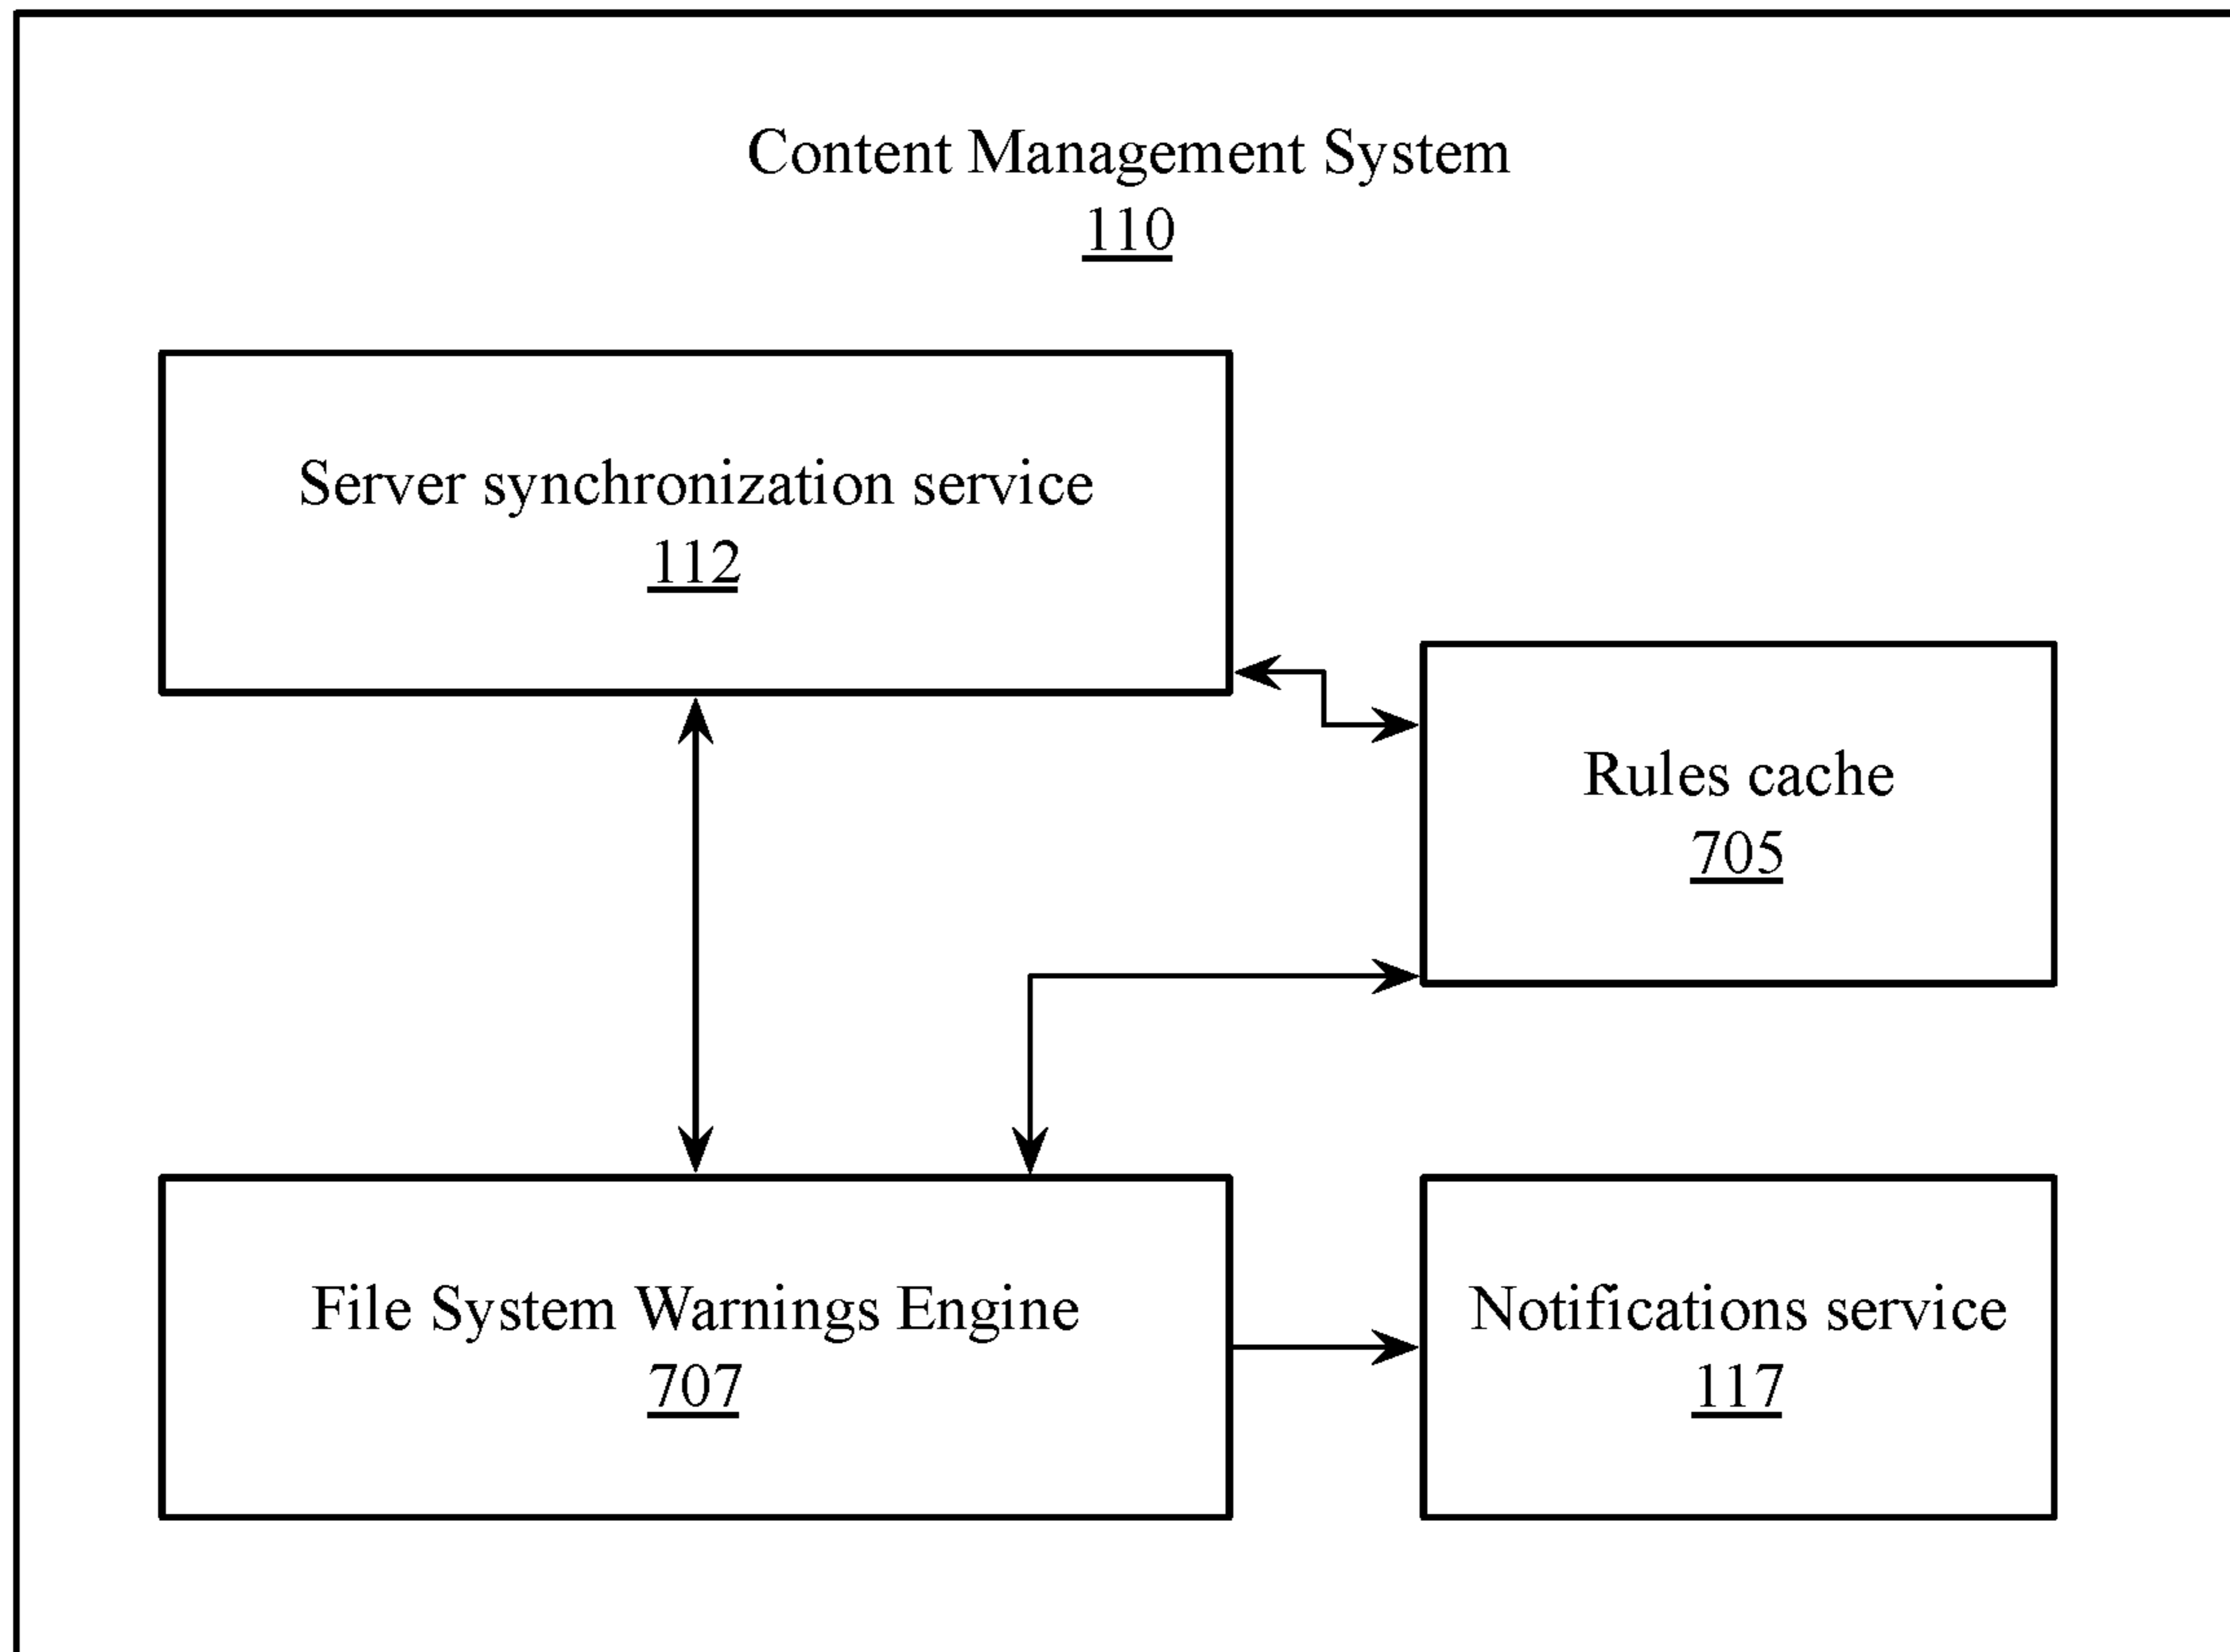 Content Management System
110
Server synchronization service
112
Rules cache
705
File System Warnings Engine
707
Notifications service
117